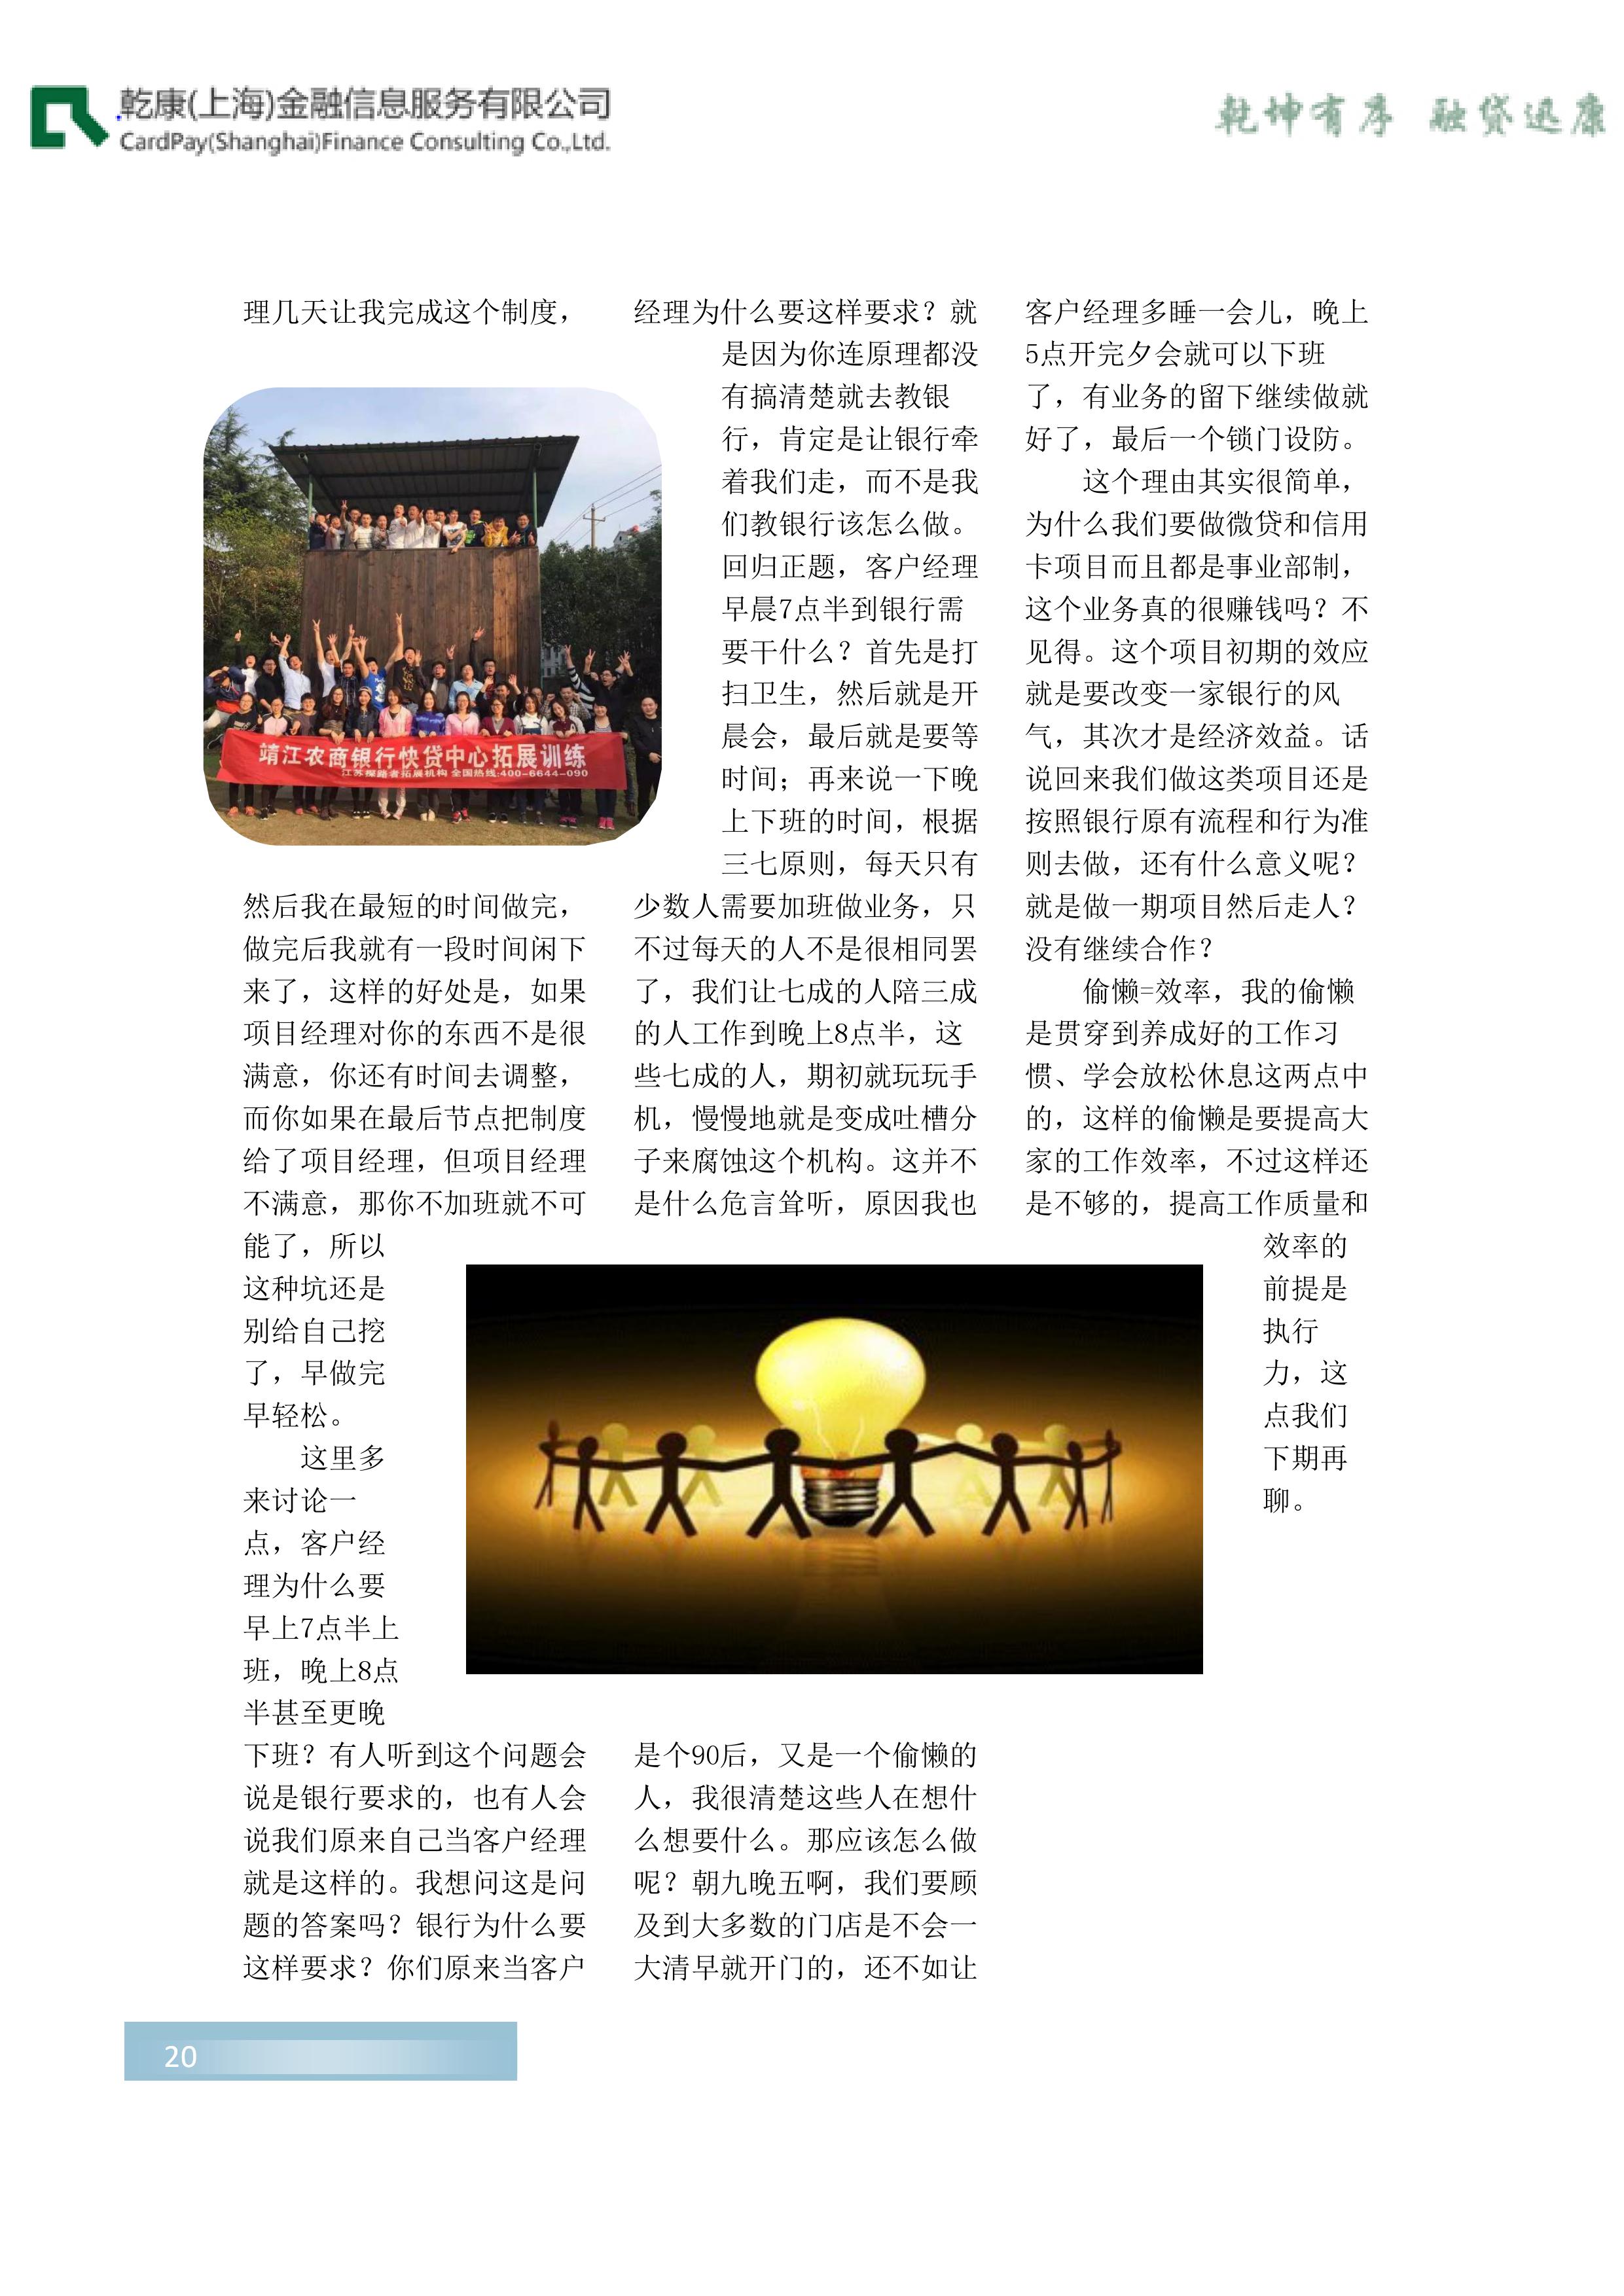 乾康(上海)金融信息服务有限公司
CardPay(Shanghai)Finance Consulting Co.,Ltd.
乾坤有序 融贷迅康
理几天让我完成这个制度，
靖江农商银行快贷中心拓展训练
江苏探路者拓展机构 全国热线:400-6644-090
然后我在最短的时间做完，
做完后我就有一段时间闲下
来了，这样的好处是，如果
项目经理对你的东西不是很
满意，你还有时间去调整，
而你如果在最后节点把制度
给了项目经理，但项目经理
不满意，那你不加班就不可
能了，所以
这种坑还是
别给自己挖
了，早做完
早轻松。
这里多
来讨论一
点，客户经
理为什么要
早上7点半上
班，晚上8点
半甚至更晚
下班？有人听到这个问题会
说是银行要求的，也有人会
说我们原来自己当客户经理
就是这样的。我想问这是问
题的答案吗？银行为什么要
这样要求？你们原来当客户
经理为什么要这样要求？就
是因为你连原理都没
有搞清楚就去教银
行，肯定是让银行牵
着我们走，而不是我
们教银行该怎么做。
回归正题，客户经理
早晨7点半到银行需
要干什么？首先是打
扫卫生，然后就是开
晨会，最后就是要等
时间；再来说一下晚
上下班的时间，根据
三七原则，每天只有
少数人需要加班做业务，只
不过每天的人不是很相同罢
了，我们让七成的人陪三成
的人工作到晚上8点半，这
些七成的人，期初就玩玩手
机，慢慢地就是变成吐槽分
子来腐蚀这个机构。这并不
是什么危言耸听，原因我也
是个90后，又是一个偷懒的
人，我很清楚这些人在想什
么想要什么。那应该怎么做
呢？朝九晚五啊，我们要顾
及到大多数的门店是不会一
大清早就开门的，还不如让
客户经理多睡一会儿，晚上
5点开完夕会就可以下班
了，有业务的留下继续做就
好了，最后一个锁门设防。
这个理由其实很简单，
为什么我们要做微贷和信用
卡项目而且都是事业部制，
这个业务真的很赚钱吗？不
见得。这个项目初期的效应
就是要改变一家银行的风
气，其次才是经济效益。话
说回来我们做这类项目还是
按照银行原有流程和行为准
则去做，还有什么意义呢？
就是做一期项目然后走人？
没有继续合作？
偷懒=效率，我的偷懒
是贯穿到养成好的工作习
惯、学会放松休息这两点中
的，这样的偷懒是要提高大
家的工作效率，不过这样还
是不够的，提高工作质量和
效率的
前提是
执行
力，这
点我们
下期再
聊。
20